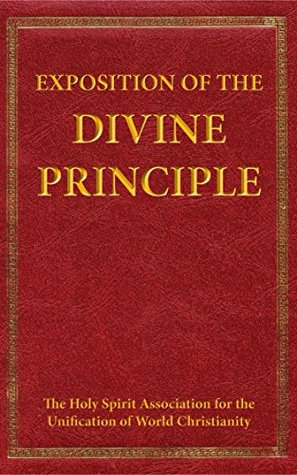 EXPOSITION OF THE
DIVINE
PRINCIPLE
The Holy Spirit Association for the
Unification of World Christianity